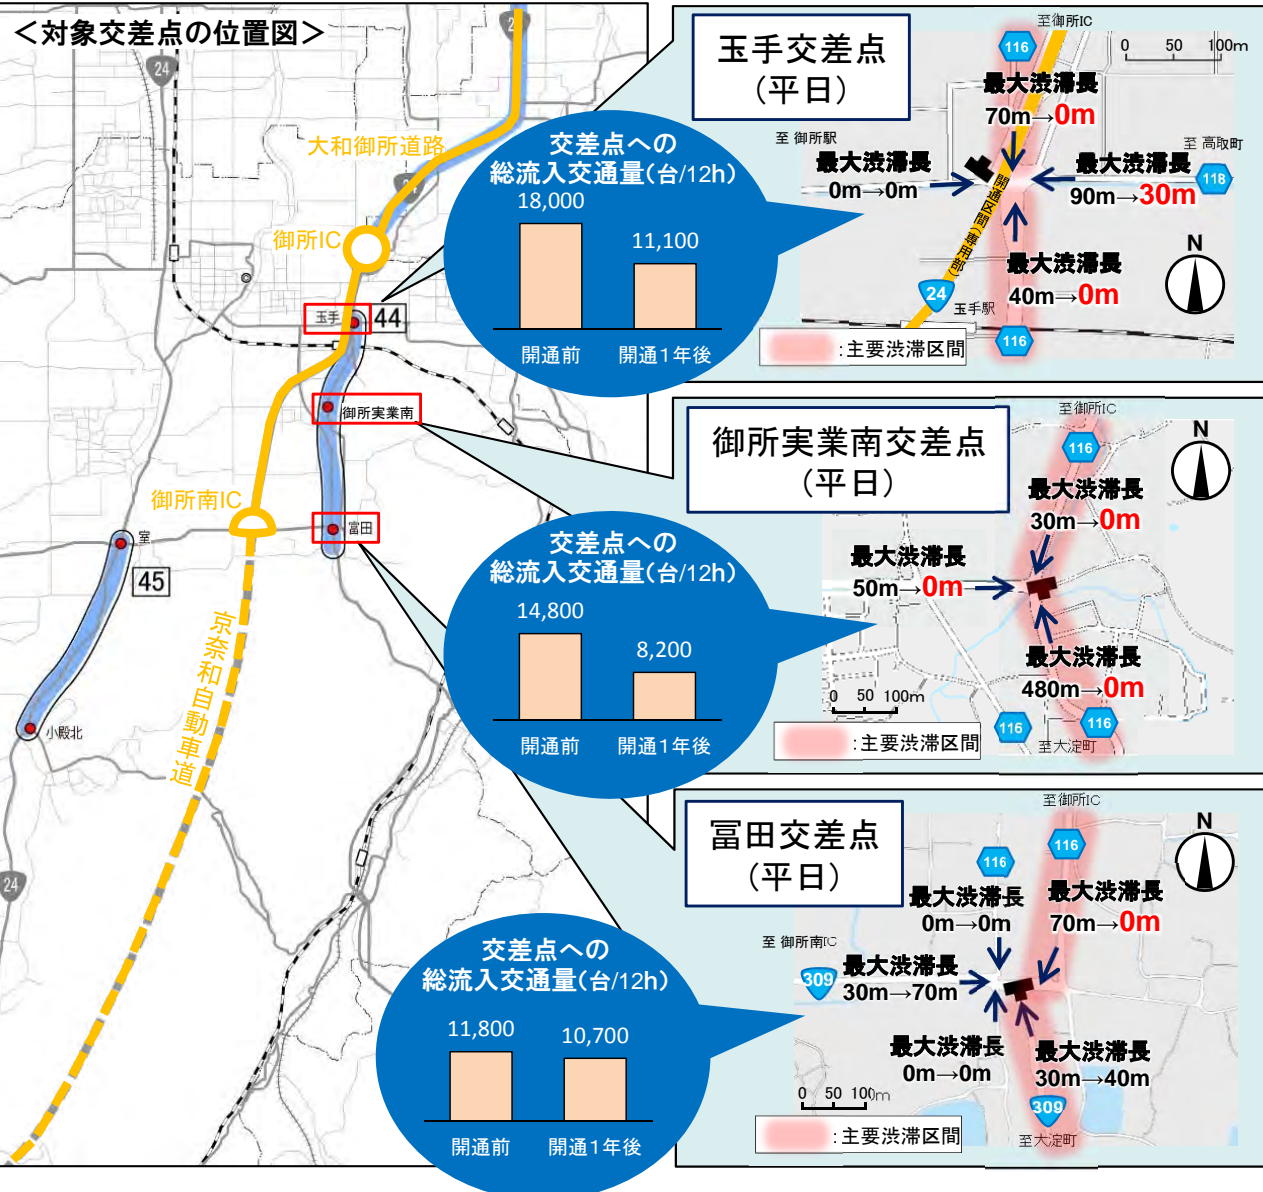 ＜対象交差点の位置図＞
24
24
24
大和御所道路
御所IC
玉手
44
御所実業南
御所南IC
冨田
室
45
京奈和自動車道
小殿北
24
玉手交差点
（平日）
交差点への
総流入交通量（台/12h）
18,000
11,100
開通前
開通1年後
至御所IC
116
0 50 100m
最大渋滞長
70m→0m
至 御所駅
最大渋滞長
0m→0m
至 高取町
最大渋滞長
90m→30m
118
開通区間（専用部）
N
最大渋滞長
40m→0m
24
玉手駅
116
：主要渋滞区間
御所実業南交差点
（平日）
交差点への
総流入交通量（台/12h）
14,800
8,200
開通前
開通1年後
至御所IC
116
N
最大渋滞長
30m→0m
最大渋滞長
50m→0m
最大渋滞長
480m→0m
0 50 100m
116
116
至大淀町
：主要渋滞区間
冨田交差点
（平日）
交差点への
総流入交通量（台/12h）
11,800
10,700
開通前
開通1年後
至御所IC
116
116
N
最大渋滞長
0m→0m
最大渋滞長
70m→0m
至 御所南IC
309
最大渋滞長
30m→70m
最大渋滞長
0m→0m
最大渋滞長
30m→40m
0 50 100m
309
至大淀町
：主要渋滞区間